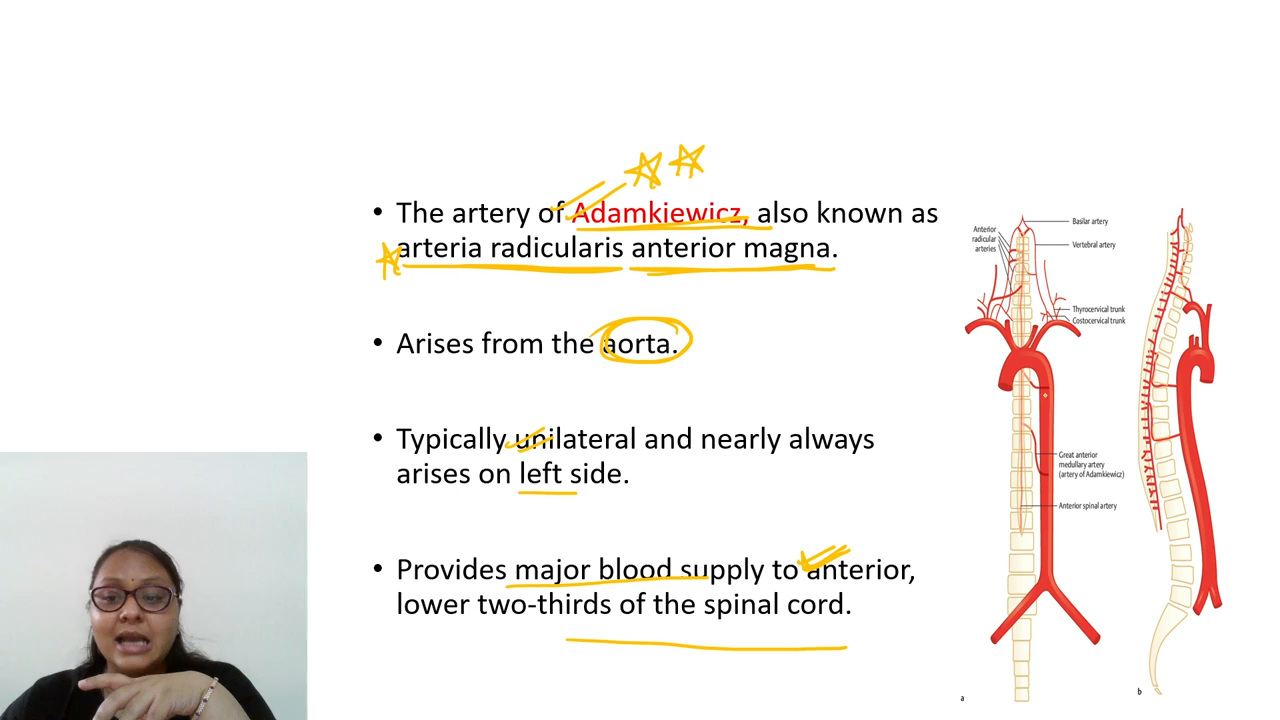 • The artery of Adamkiewicz, also known as
arteria radicularis anterior magna.
• Arises from the aorta.
• Typically unilateral and nearly always
arises on left side.
• Provides major blood supply to anterior,
lower two-thirds of the spinal cord.
Basilar artery
Anterior
radicular
arteries
Vertebral artery
Thyrocervical trunk
Costocervical trunk
Great anterior
medullary artery
(artery of Adamkiewicz)
Anterior spinal artery
a
b